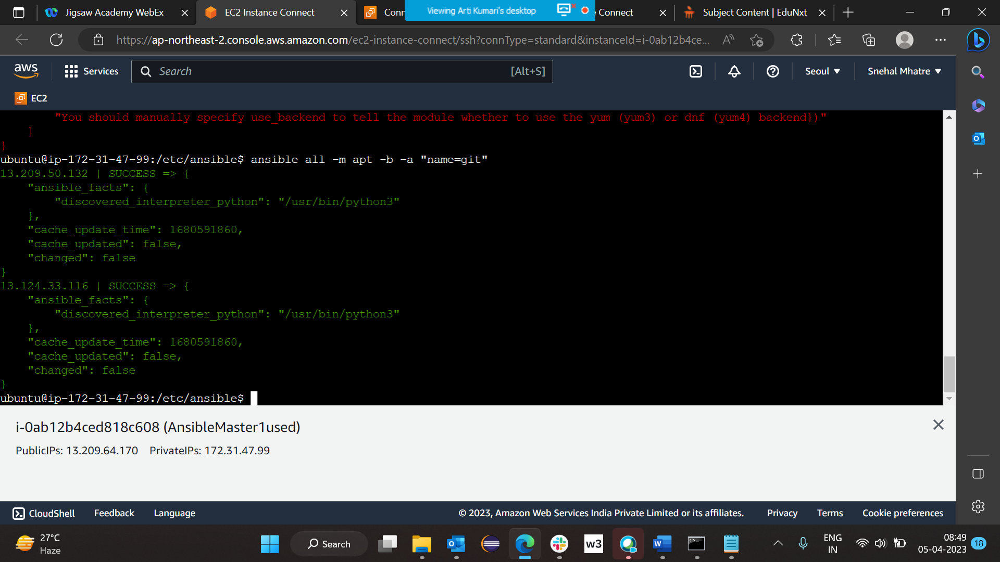 Jigsaw Academy WebEx
EC2 Instance Connect
Conr
Viewing Arti Kumari's desktop
Connect
Subject Content | EduNxt
https://ap-northeast-2.console.aws.amazon.com/ec2-instance-connect/ssh?connType=standard&instanceId=i-0ab12b4ce...
aws
Services
Search
[Alt+S]
Seoul
Snehal Mhatre
EC2
"You should manually specify use_backend to tell the module whether to use the yum (yum3) or dnf (yum4) backend})"
]
}
ubuntu@ip-172-31-47-99:/etc/ansible$ ansible all -m apt -b -a "name=git"
13.209.50.132 | SUCCESS => {
"ansible_facts": {
"discovered_interpreter_python": "/usr/bin/python3"
},
"cache_update_time": 1680591860,
"cache_updated": false,
"changed": false
}
13.124.33.116 | SUCCESS => {
"ansible_facts": {
"discovered_interpreter_python": "/usr/bin/python3"
},
"cache_update_time": 1680591860,
"cache_updated": false,
"changed": false
}
ubuntu@ip-172-31-47-99:/etc/ansible$
i-0ab12b4ced818c608 (AnsibleMaster1used)
PublicIPs: 13.209.64.170 PrivateIPs: 172.31.47.99
CloudShell
Feedback
Language
© 2023, Amazon Web Services India Private Limited or its affiliates.
Privacy
Terms
Cookie preferences
27°C
Haze
Search
w3
ENG
IN
08:49
05-04-2023
18